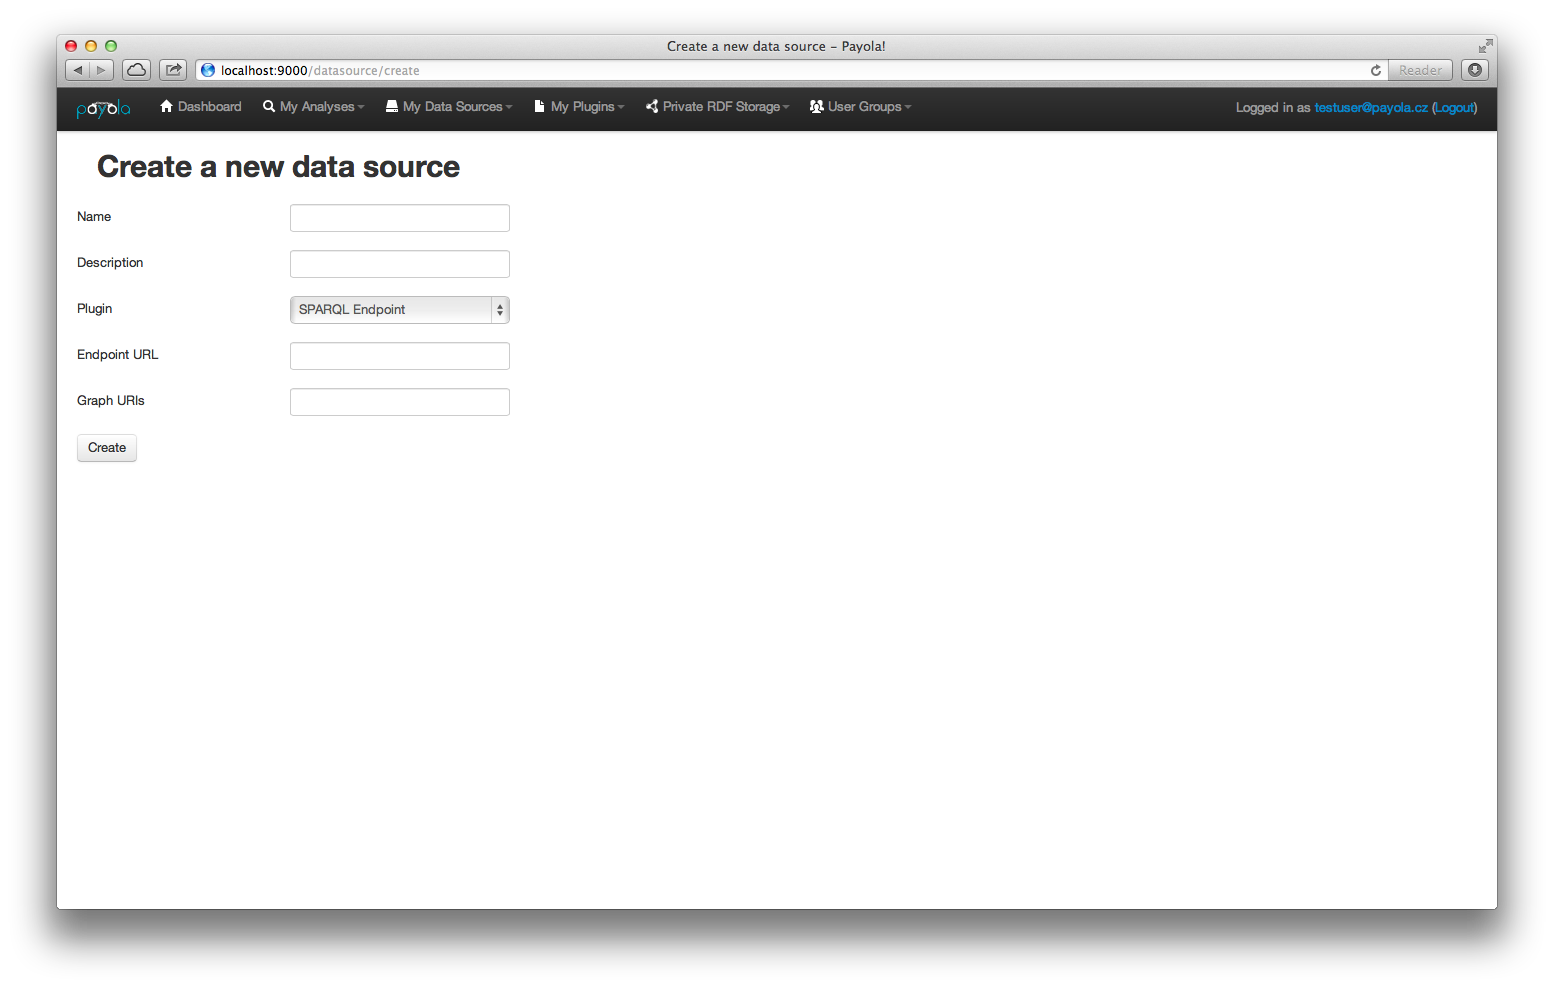 Create a new data source – Payola!
localhost:9000/datasource/create
Reader
payola Dashboard My Analyses My Data Sources My Plugins Private RDF Storage User Groups Logged in as testuser@payola.cz (Logout)
Create a new data source
Name
Description
Plugin SPARQL Endpoint
Endpoint URL
Graph URIs
Create